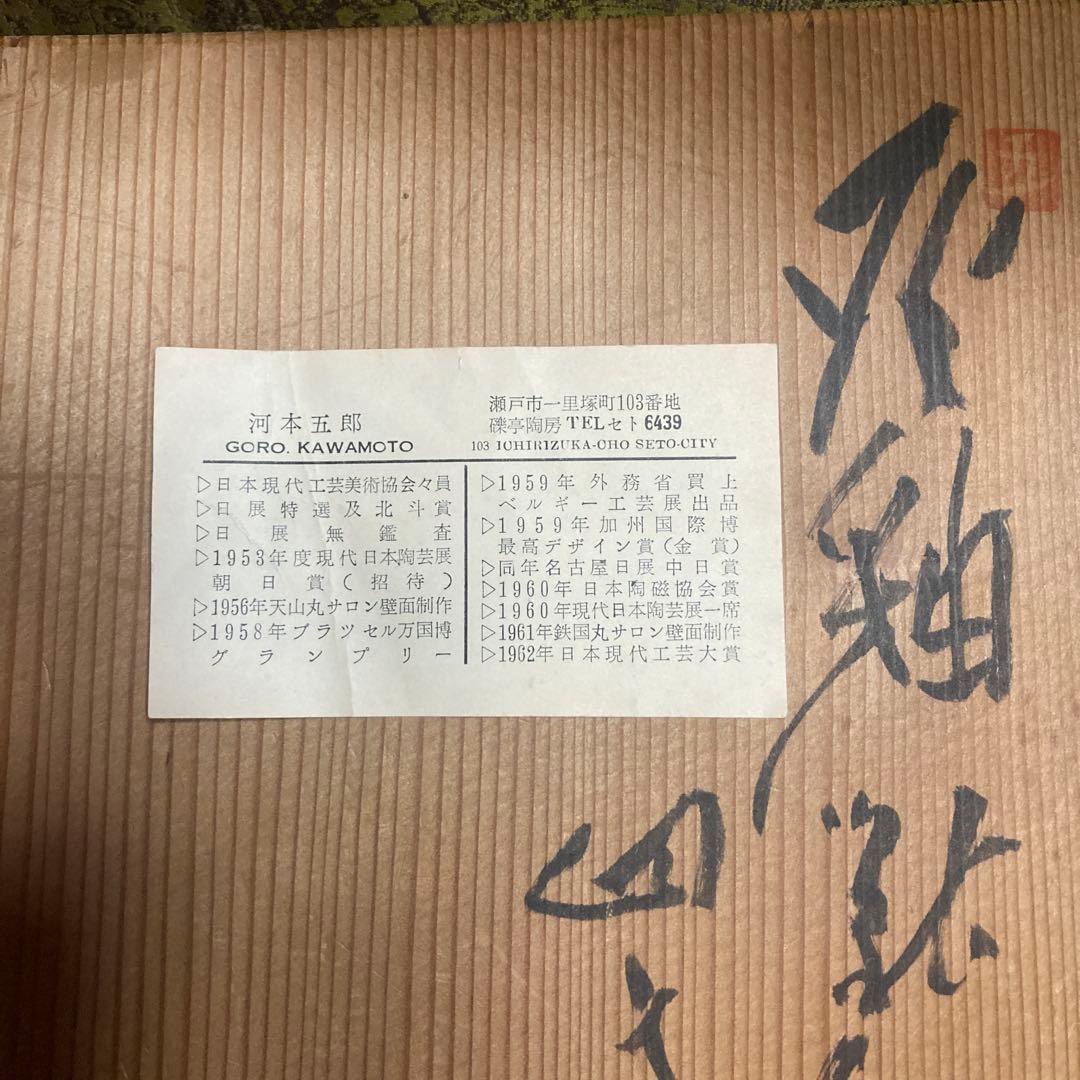 河本五郎
GORO. KAWAMOTO
瀬戸市一里塚町103番地
礫亭陶房 TELセト6439
103 ICHIRIZUKA-CHO SETO-CITY
▷日本現代工芸美術協会々員
▷日展特選及北斗賞
▷日展無鑑査
▷1953年度現代日本陶芸展
朝日賞(招待)
▷1956年天山丸サロン壁面制作
▷1958年ブラツセル万国博
グランプリー
▷1959年外務省買上
ベルギー工芸展出品
▷1959年加州国際博
最高デザイン賞(金賞)
▷同年名古屋日展中日賞
▷1960年日本陶磁協会賞
▷1960年現代日本陶芸展一席
▷1961年鉄国丸サロン壁面制作
▷1962年日本現代工芸大賞
灰釉